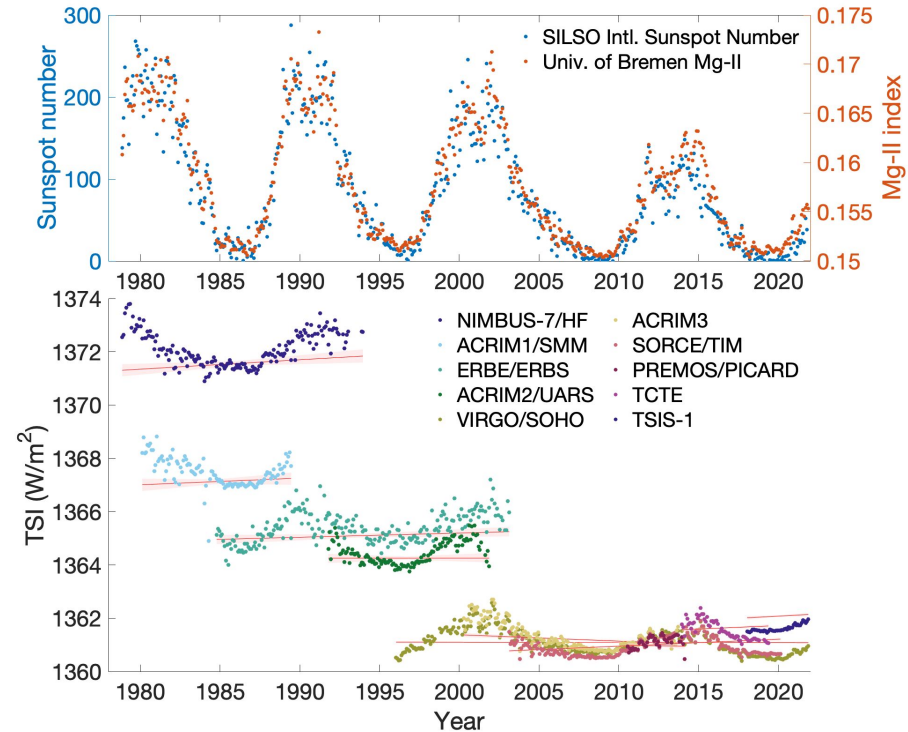 300
200
100
0
Sunspot number
SILSO Intl. Sunspot Number
Univ. of Bremen Mg-II
0.175
0.17
0.165
0.16
0.155
0.15
Mg-II index
1980 1985 1990 1995 2000 2005 2010 2015 2020
1374
1372
1370
1368
1366
1364
1362
1360
TSI (W/m²)
NIMBUS-7/HF
ACRIM1/SMM
ERBE/ERBS
ACRIM2/UARS
VIRGO/SOHO
ACRIM3
SORCE/TIM
PREMOS/PICARD
TCTE
TSIS-1
1980 1985 1990 1995 2000 2005 2010 2015 2020
Year